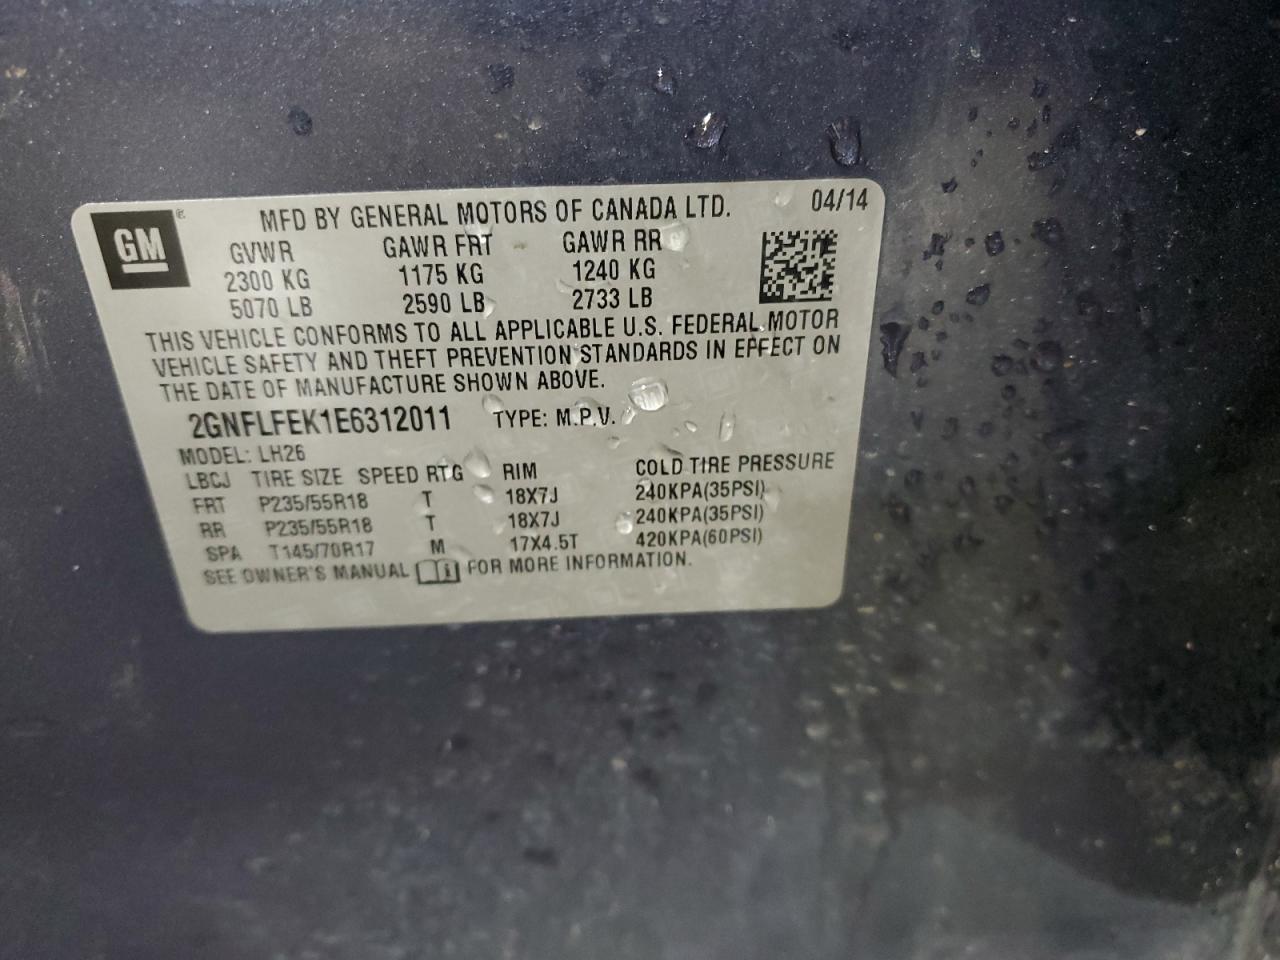 GM ® MFD BY GENERAL MOTORS OF CANADA LTD. 04/14
GVWR GAWR FRT GAWR RR
2300 KG 1175 KG 1240 KG
5070 LB 2590 LB 2733 LB
THIS VEHICLE CONFORMS TO ALL APPLICABLE U.S. FEDERAL MOTOR
VEHICLE SAFETY AND THEFT PREVENTION STANDARDS IN EFFECT ON
THE DATE OF MANUFACTURE SHOWN ABOVE.
2GNFLFEK1E6312011 TYPE: M.P.V.
MODEL: LH26
LBCJ TIRE SIZE SPEED RTG RIM COLD TIRE PRESSURE
FRT P235/55R18 T 18X7J 240KPA(35PSI)
RR P235/55R18 T 18X7J 240KPA(35PSI)
SPA T145/70R17 M 17X4.5T 420KPA(60PSI)
SEE OWNER'S MANUAL i FOR MORE INFORMATION.